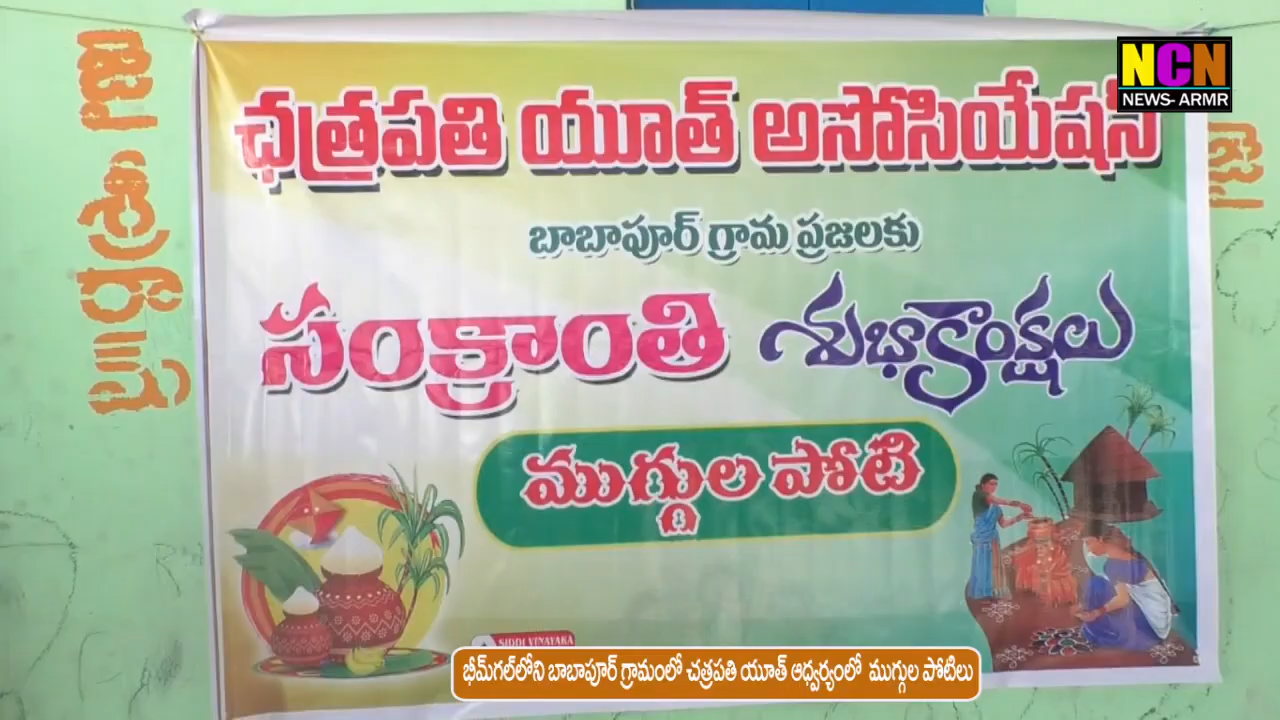 NCN
NEWS- ARMR
ఛత్రపతి యూత్ అసోసియేషన్
బాబాపూర్ గ్రామ ప్రజలకు
సంక్రాంతి శుభాకాంక్షలు
ముగ్గుల పోటి
SIDDI VINAYAKA
భీమ్‌గల్‌లోని బాబాపూర్ గ్రామంలో చత్రపతి యూత్ ఆధ్వర్యంలో ముగ్గుల పోటిలు
జై
శ్రీ
జై